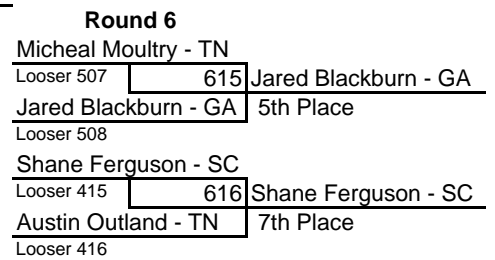 Round 6
Micheal Moultry - TN
Looser 507
615 Jared Blackburn - GA
Jared Blackburn - GA
5th Place
Looser 508
Shane Ferguson - SC
Looser 415
616 Shane Ferguson - SC
Austin Outland - TN
7th Place
Looser 416